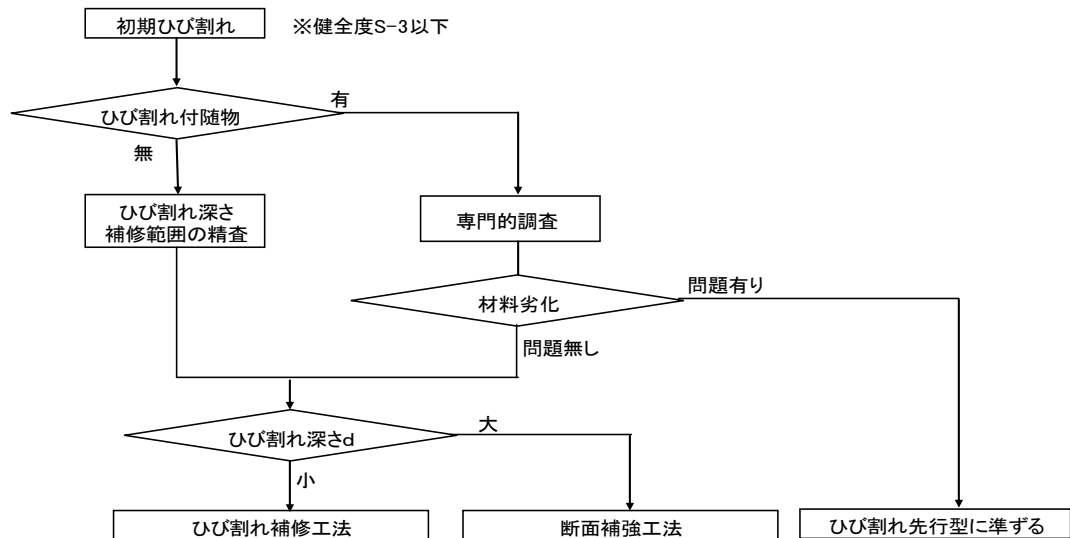 初期ひび割れ
※健全度S-3以下
ひび割れ付随物
有
無
ひび割れ深さ
補修範囲の精査
専門的調査
材料劣化
問題有り
問題無し
ひび割れ深さd
大
小
ひび割れ補修工法
断面補強工法
ひび割れ先行型に準ずる